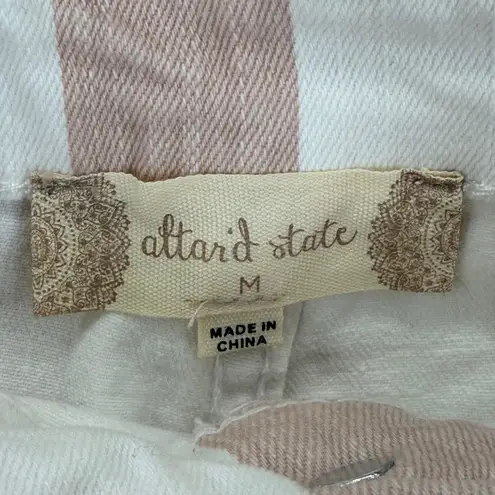 altar'd state
M
MADE IN
CHINA